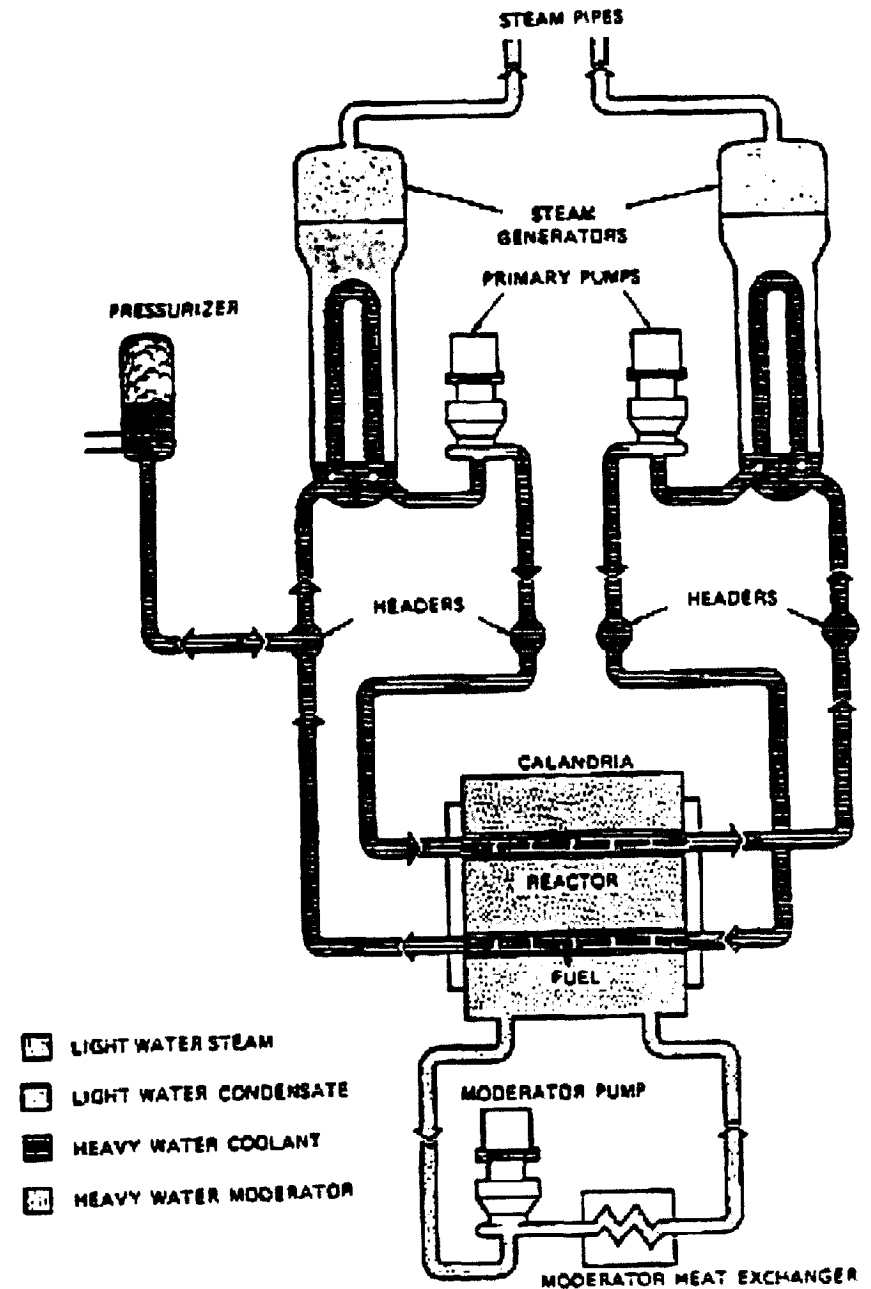 STEAM PIPES
STEAM
GENERATORS
PRIMARY PUMPS
PRESSURIZER
HEADERS
HEADERS
CALANDRIA
REACTOR
FUEL
LIGHT WATER STEAM
LIGHT WATER CONDENSATE
HEAVY WATER COOLANT
HEAVY WATER MODERATOR
MODERATOR PUMP
MODERATOR HEAT EXCHANGER